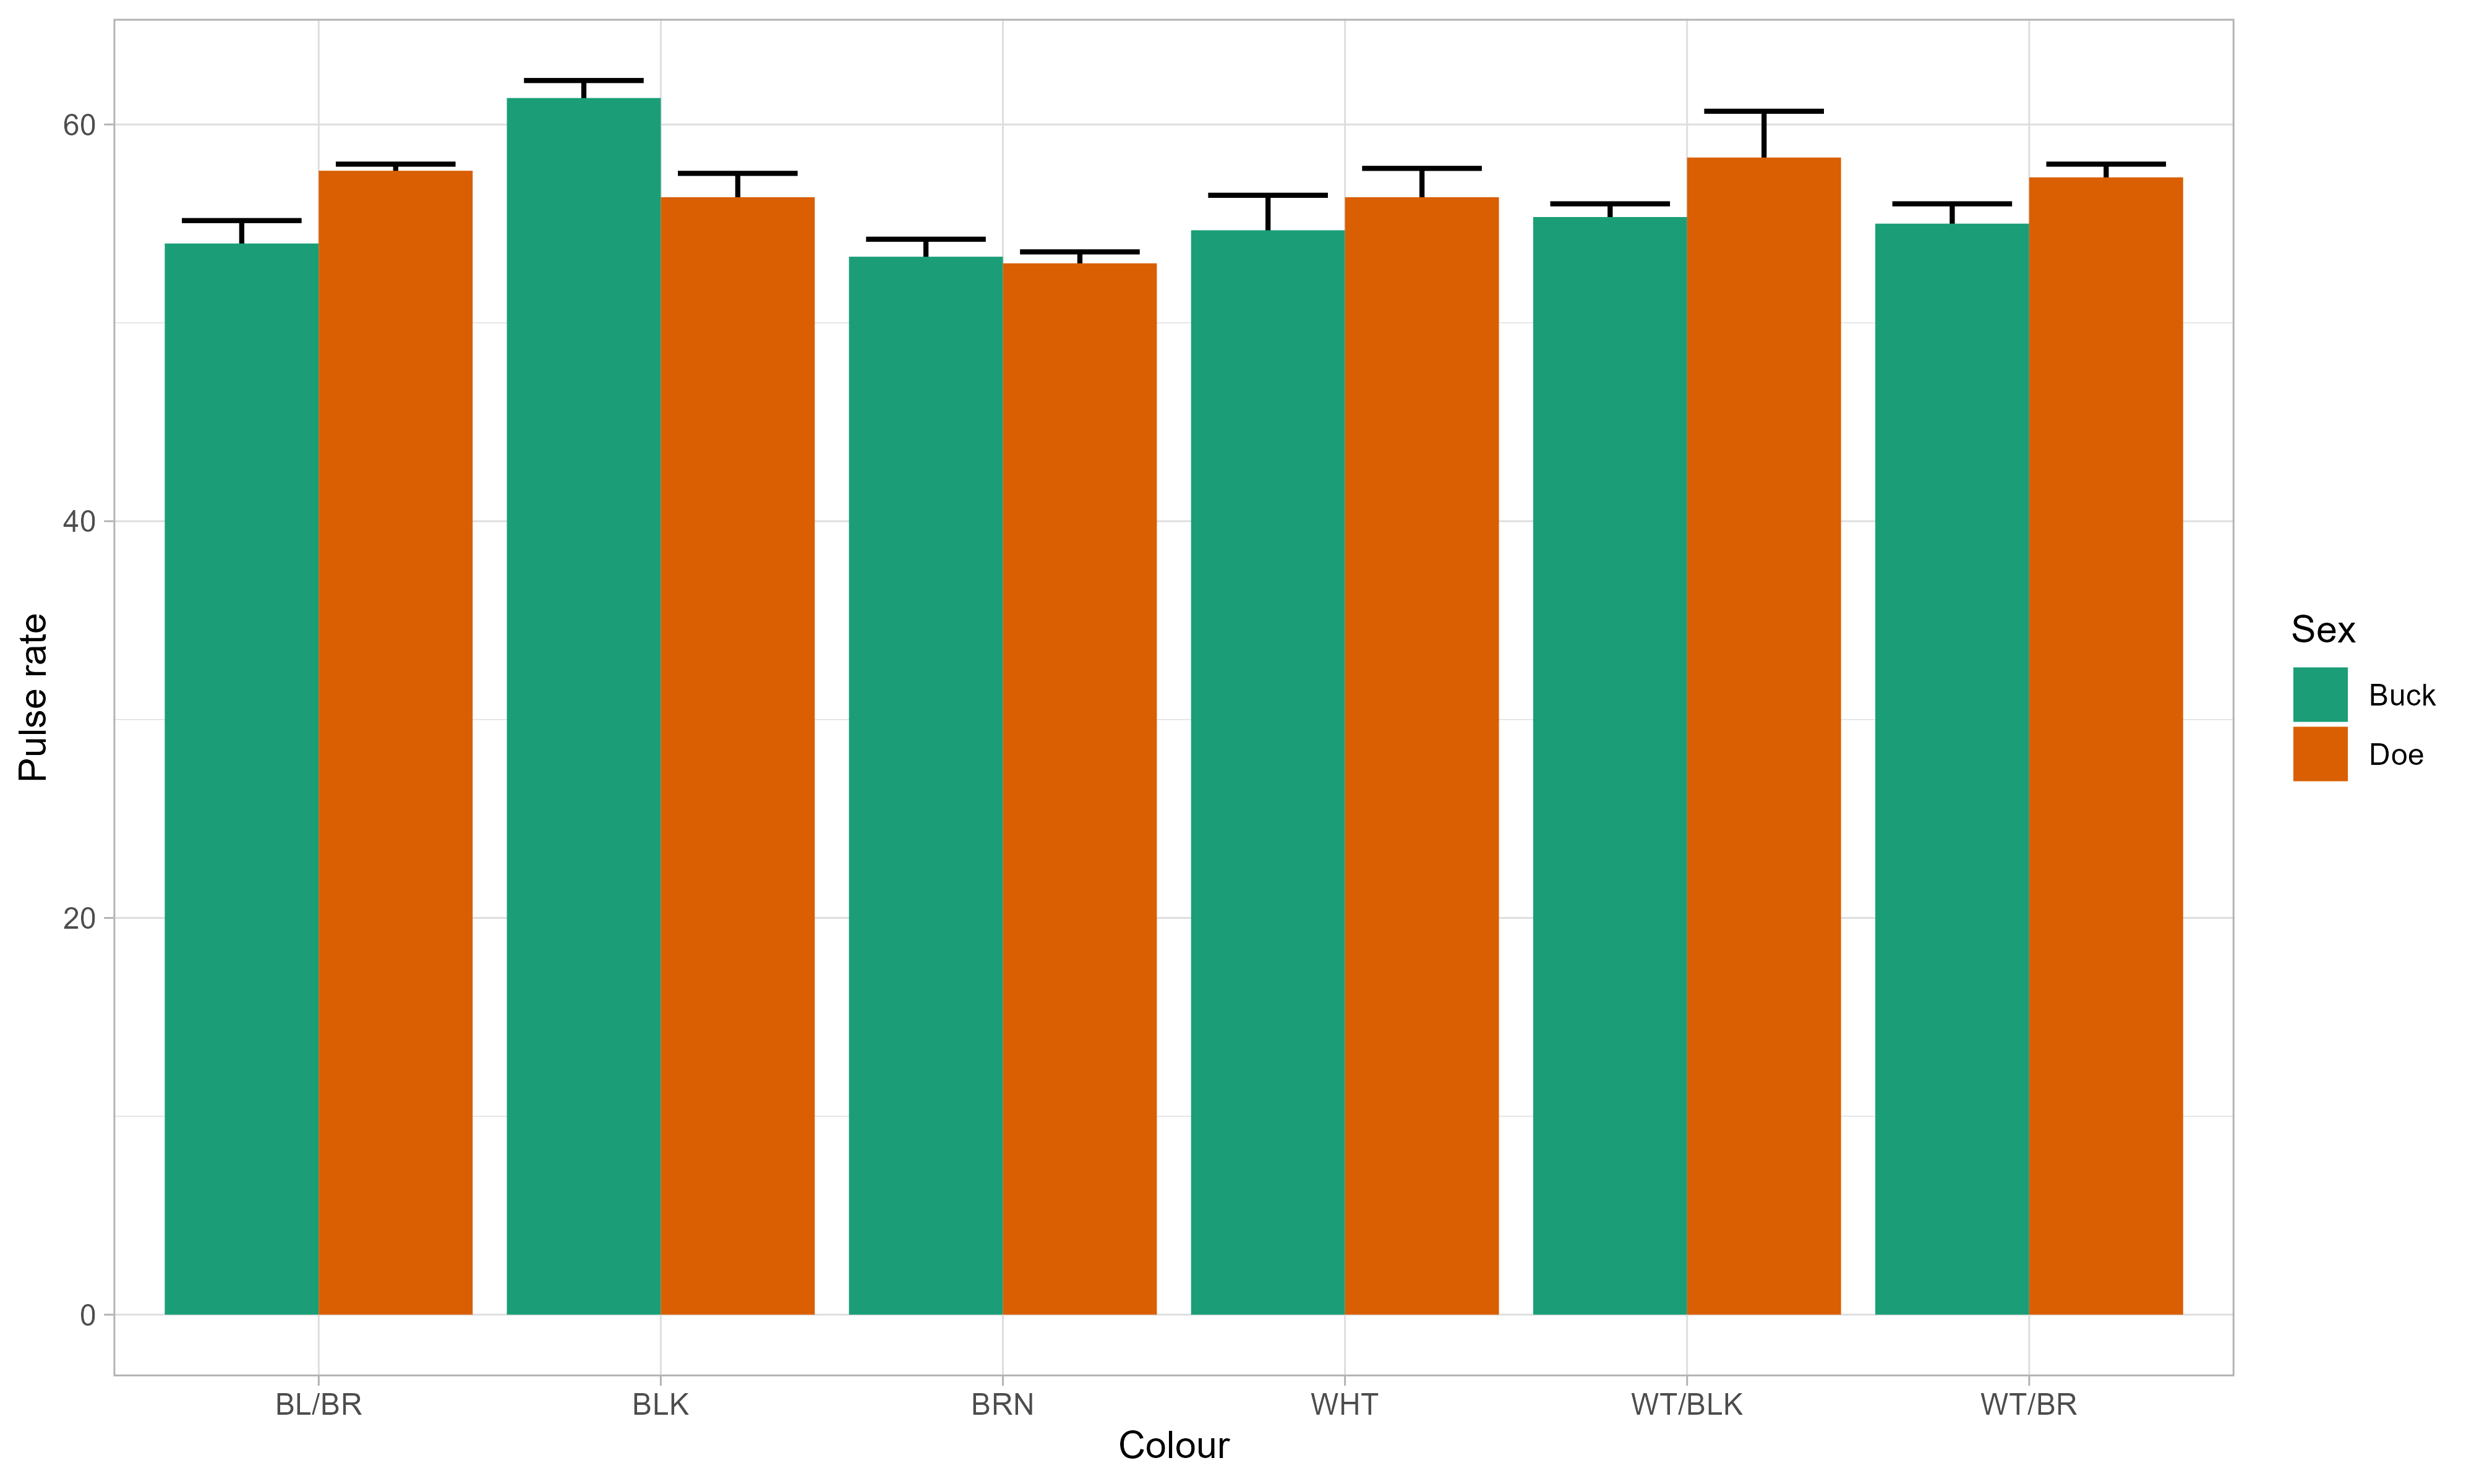 60
40
20
0
Pulse rate
BL/BR
BLK
BRN
WHT
WT/BLK
WT/BR
Colour
Sex
Buck
Doe